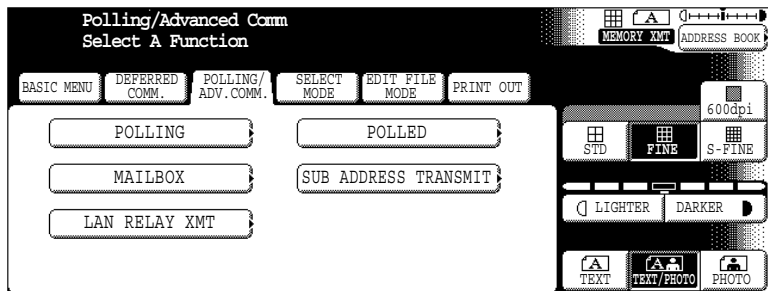 Polling/Advanced Comm
Select A Function
A
MEMORY XMT
ADDRESS BOOK
BASIC MENU
DEFERRED
COMM.
POLLING/
ADV.COMM.
SELECT
MODE
EDIT FILE
MODE
PRINT OUT
600dpi
POLLING
POLLED
STD
FINE
S-FINE
MAILBOX
SUB ADDRESS TRANSMIT
LIGHTER
DARKER
LAN RELAY XMT
A
TEXT
A
TEXT/PHOTO
PHOTO